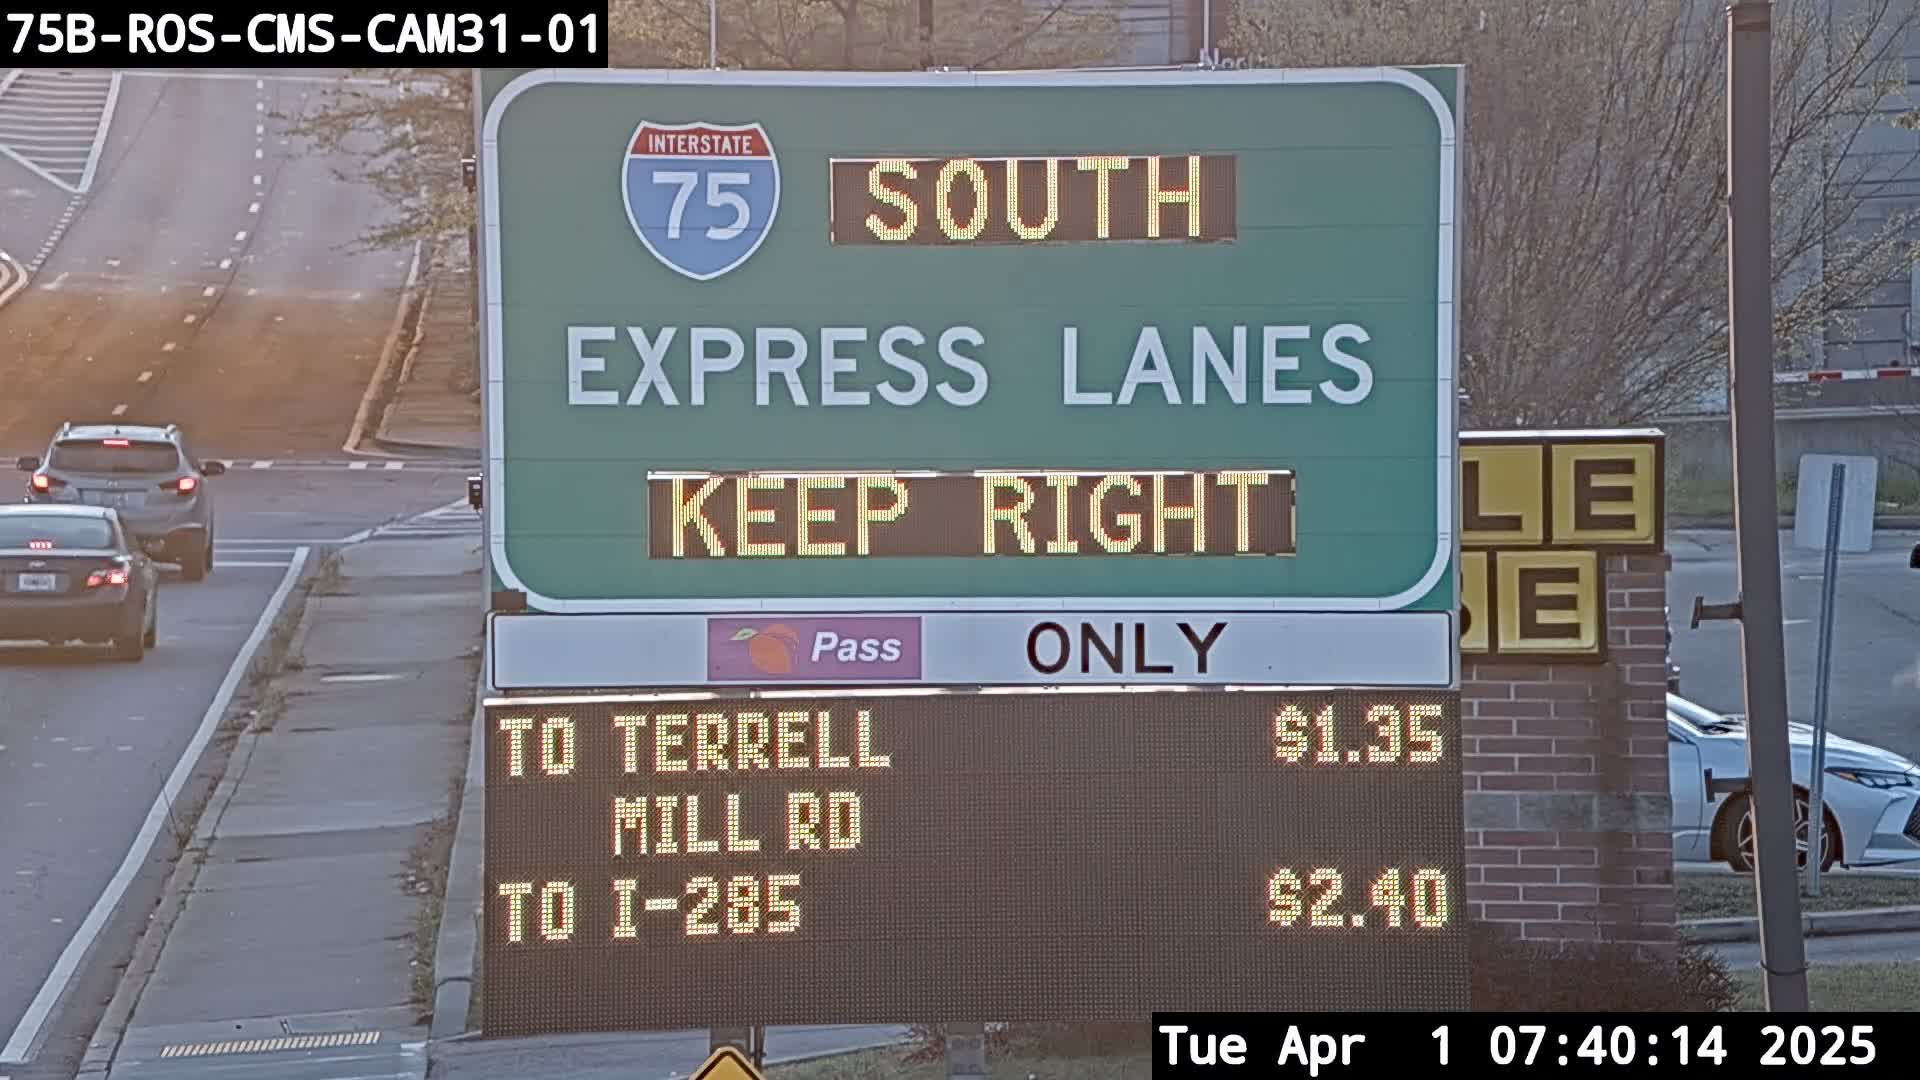 75B-ROS-CMS-CAM31-01
INTERSTATE
75
SOUTH
EXPRESS LANES
KEEP RIGHT
Pass ONLY
TO TERRELL $1.35
MILL RD
TO I-285 $2.40
LE
E
Tue Apr 1 07:40:14 2025